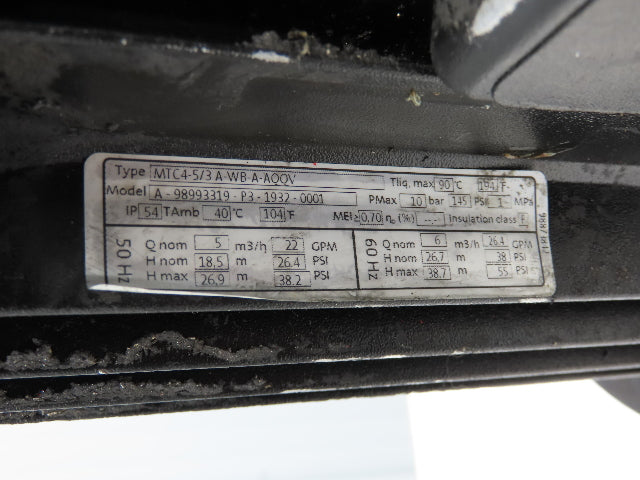 Type MTC4-5/3 A-WB-A-AQQV Tliq. max 90 °C 194 F
Model A - 98993319 - P3 - 1932 - 0001 PMax 10 bar 145 PSI 1 MPa
IP 54 TAmb 40 °C 104 F MEI≥ 0,70 (%) --.- Insulation class F
50 Hz
Q nom 5 m3/h 22 GPM
H nom 18,5 m 26.4 PSI
H max 26.9 m 38.2 PSI
60 Hz
Q nom 6 m3/h 26.4 GPM
H nom 26,7 m 38 PSI
H max 38.7 m 55 PSI